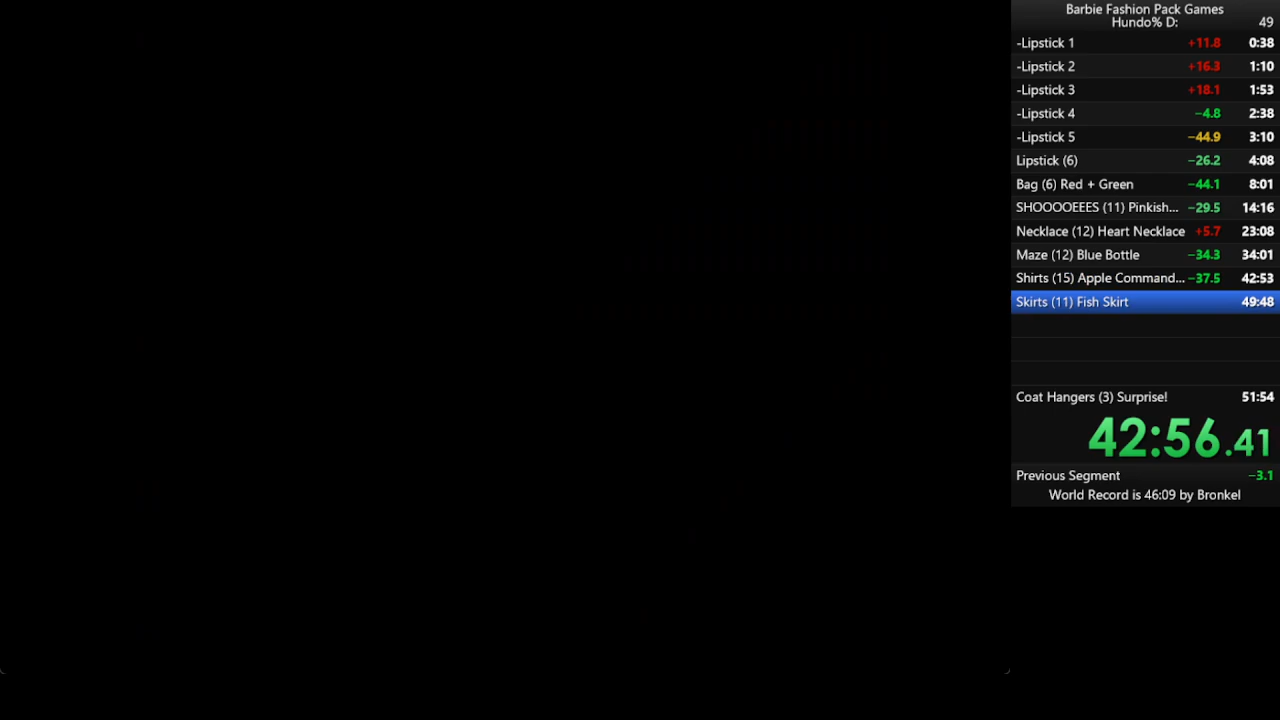 Barbie Fashion Pack Games
Hundo% D: 49
-Lipstick 1 +11.8 0:38
-Lipstick 2 +16.3 1:10
-Lipstick 3 +18.1 1:53
-Lipstick 4 −4.8 2:38
-Lipstick 5 −44.9 3:10
Lipstick (6) −26.2 4:08
Bag (6) Red + Green −44.1 8:01
SHOOOOEEES (11) Pinkish... −29.5 14:16
Necklace (12) Heart Necklace +5.7 23:08
Maze (12) Blue Bottle −34.3 34:01
Shirts (15) Apple Command... −37.5 42:53
Skirts (11) Fish Skirt 49:48
Coat Hangers (3) Surprise! 51:54
42:56.41
Previous Segment −3.1
World Record is 46:09 by Bronkel